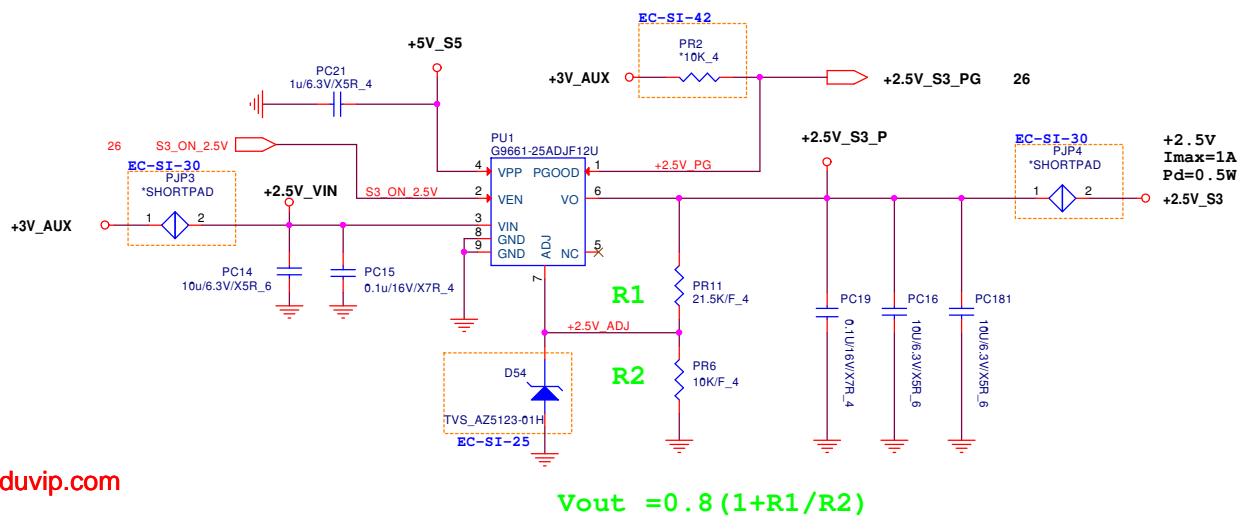 EC-SI-42
+5V_S5
PR2
*10K_4
PC21
1u/6.3V/X5R_4
+3V_AUX
+2.5V_S3_PG 26
26 S3_ON_2.5V
PU1
G9661-25ADJF12U
+2.5V_S3_P
EC-SI-30
+2.5V
EC-SI-30
PJP4
*SHORTPAD
Imax=1A
Pd=0.5W
PJP3
*SHORTPAD
+2.5V_VIN
S3_ON_2.5V
4 VPP PGOOD 1
+2.5V_PG
2 VEN VO 6
1 2
+2.5V_S3
+3V_AUX
1 2
3 VIN
8 GND
9 GND
ADJ
NC 5
7
PC14
10u/6.3V/X5R_6
PC15
0.1u/16V/X7R_4
R1
PR11
21.5K/F_4
PC19
0.1U/16V/X7R_4
PC16
10U/6.3V/X5R_6
PC181
10U/6.3V/X5R_6
+2.5V_ADJ
R2
PR6
10K/F_4
D54
TVS_AZ5123-01H
EC-SI-25
duvip.com
Vout =0.8(1+R1/R2)